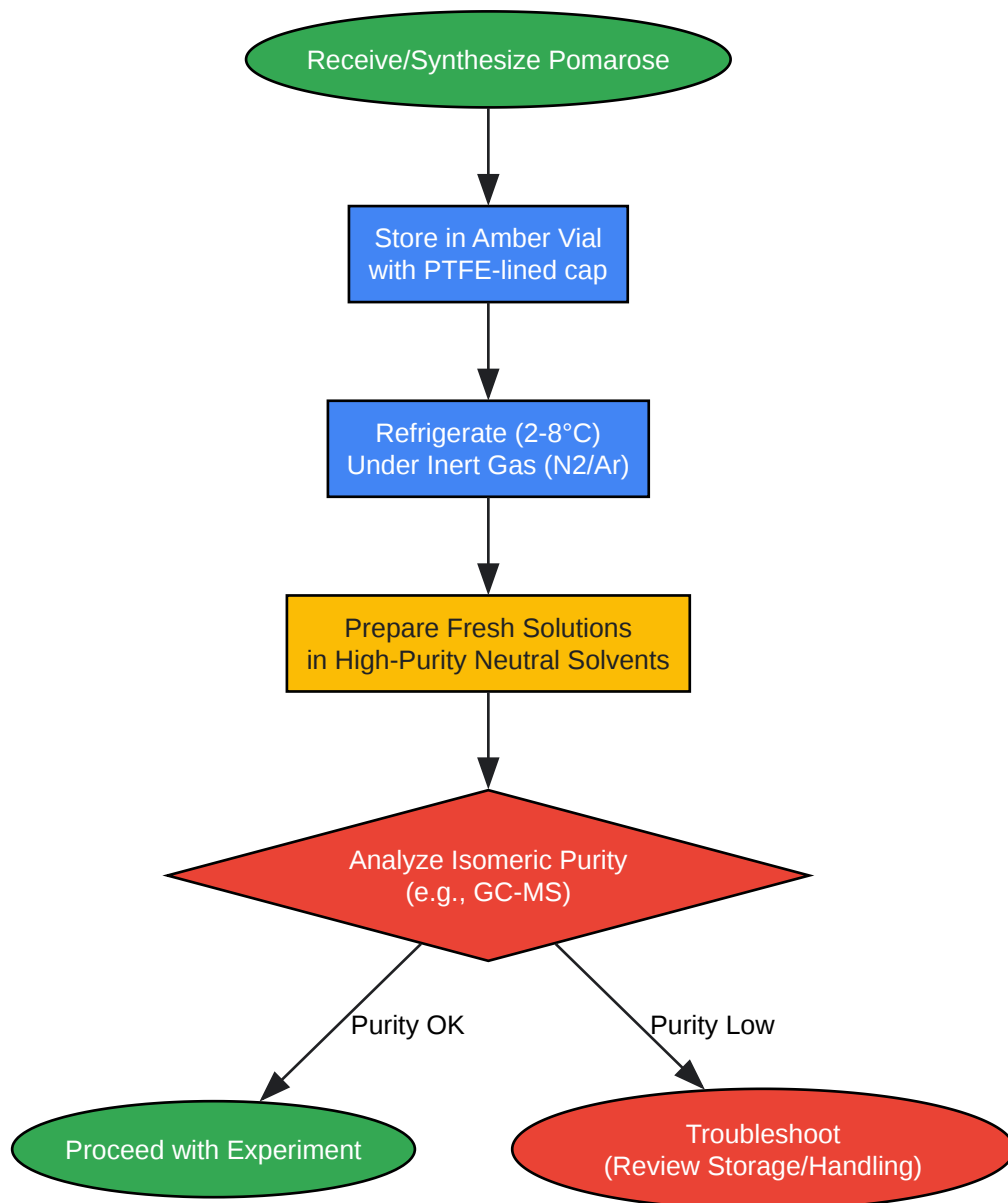 Receive/Synthesize Pomarose
Store in Amber Vial
with PTFE-lined cap
Refrigerate (2-8°C)
Under Inert Gas (N2/Ar)
Prepare Fresh Solutions
in High-Purity Neutral Solvents
Analyze Isomeric Purity
(e.g., GC-MS)
Purity OK
Purity Low
Proceed with Experiment
Troubleshoot
(Review Storage/Handling)